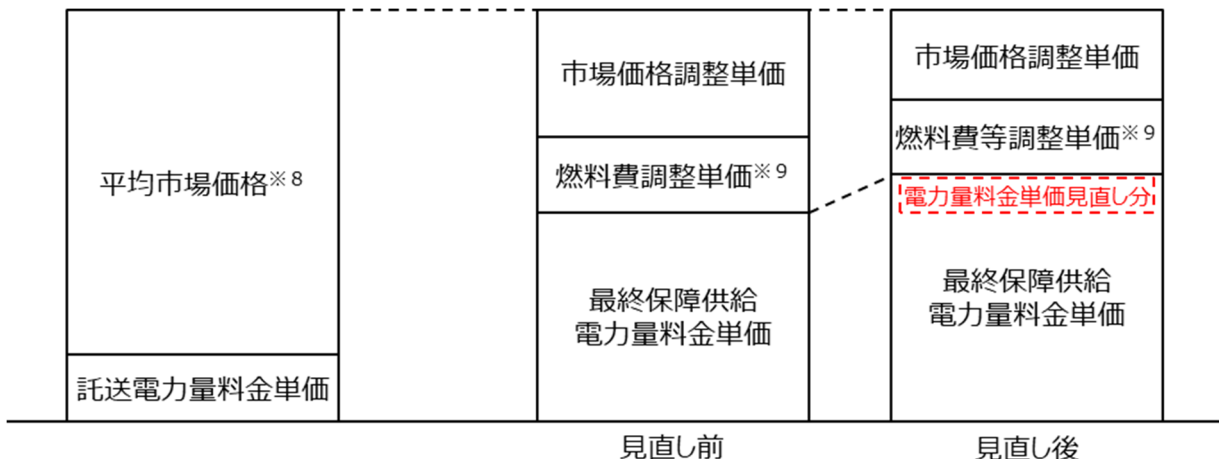 平均市場価格※8
託送電力量料金単価
市場価格調整単価
燃料費調整単価※9
最終保障供給
電力量料金単価
見直し前
市場価格調整単価
燃料費等調整単価※9
電力量料金単価見直し分
最終保障供給
電力量料金単価
見直し後